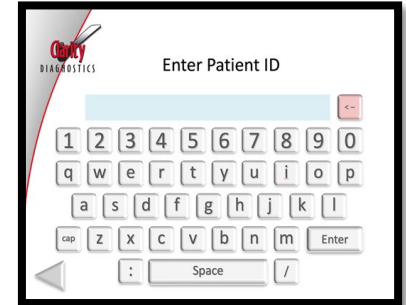 Clarity
DIAGNOSTICS
Enter Patient ID
<-
1 2 3 4 5 6 7 8 9 0
q w e r t y u i o p
a s d f g h j k l
cap z x c v b n m Enter
: Space /